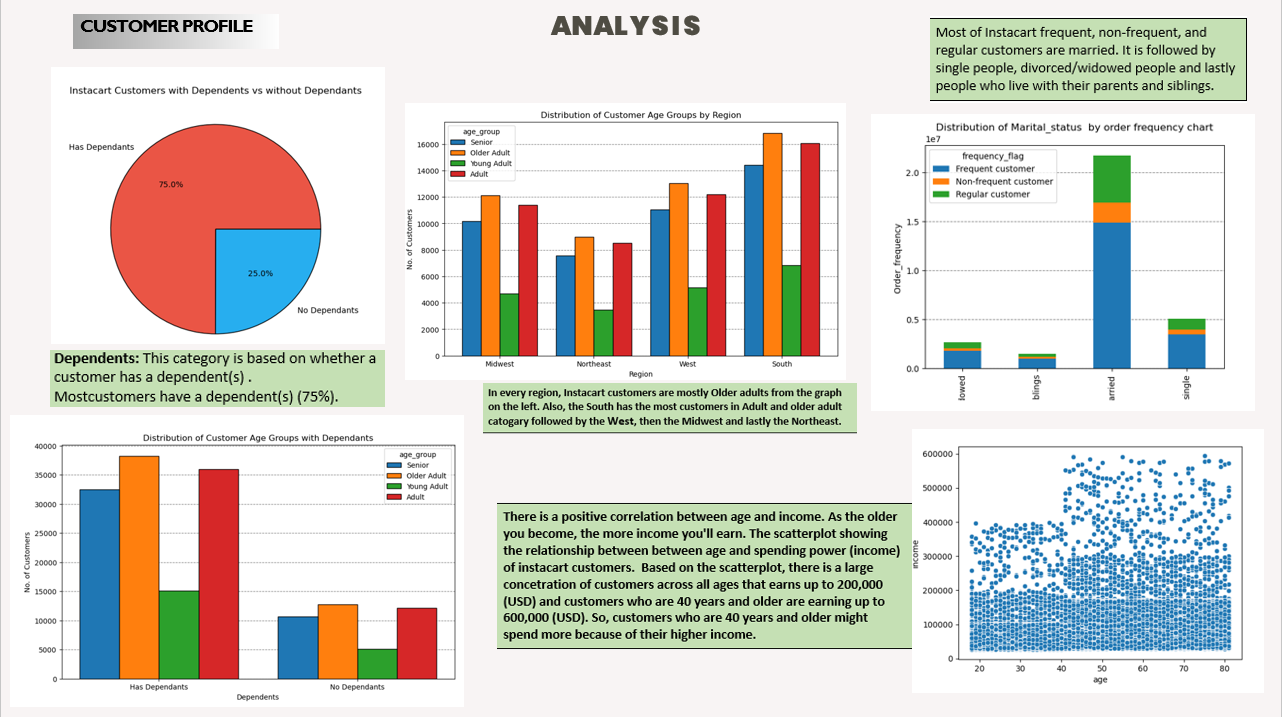 CUSTOMER PROFILE
ANALYSIS
Most of Instacart frequent, non-frequent, and
regular customers are married. It is followed by
single people, divorced/widowed people and lastly
people who live with their parents and siblings.
Instacart Customers with Dependents vs without Dependants
Has Dependants
75.0%
25.0%
No Dependants
Dependents: This category is based on whether a
customer has a dependent(s) .
Mostcustomers have a dependent(s) (75%).
Distribution of Customer Age Groups by Region
age_group
Senior
Older Adult
Young Adult
Adult
No. of Customers
16000
14000
12000
10000
8000
6000
4000
2000
0
Midwest
Northeast
West
South
Region
In every region, Instacart customers are mostly Older adults from the graph
on the left. Also, the South has the most customers in Adult and older adult
catogary followed by the West, then the Midwest and lastly the Northeast.
Distribution of Marital_status by order frequency chart
1e7
frequency_flag
Frequent customer
Non-frequent customer
Regular customer
Order_frequency
2.0
1.5
1.0
0.5
0.0
lowed
blings
arried
single
Distribution of Customer Age Groups with Dependants
age_group
Senior
Older Adult
Young Adult
Adult
No. of Customers
40000
35000
30000
25000
20000
15000
10000
5000
0
Has Dependants
No Dependants
Dependents
There is a positive correlation between age and income. As the older
you become, the more income you'll earn. The scatterplot showing
the relationship between between age and spending power (income)
of instacart customers.  Based on the scatterplot, there is a large
concetration of customers across all ages that earns up to 200,000
(USD) and customers who are 40 years and older are earning up to
600,000 (USD). So, customers who are 40 years and older might
spend more because of their higher income.
income
600000
500000
400000
300000
200000
100000
0
20
30
40
50
60
70
80
age